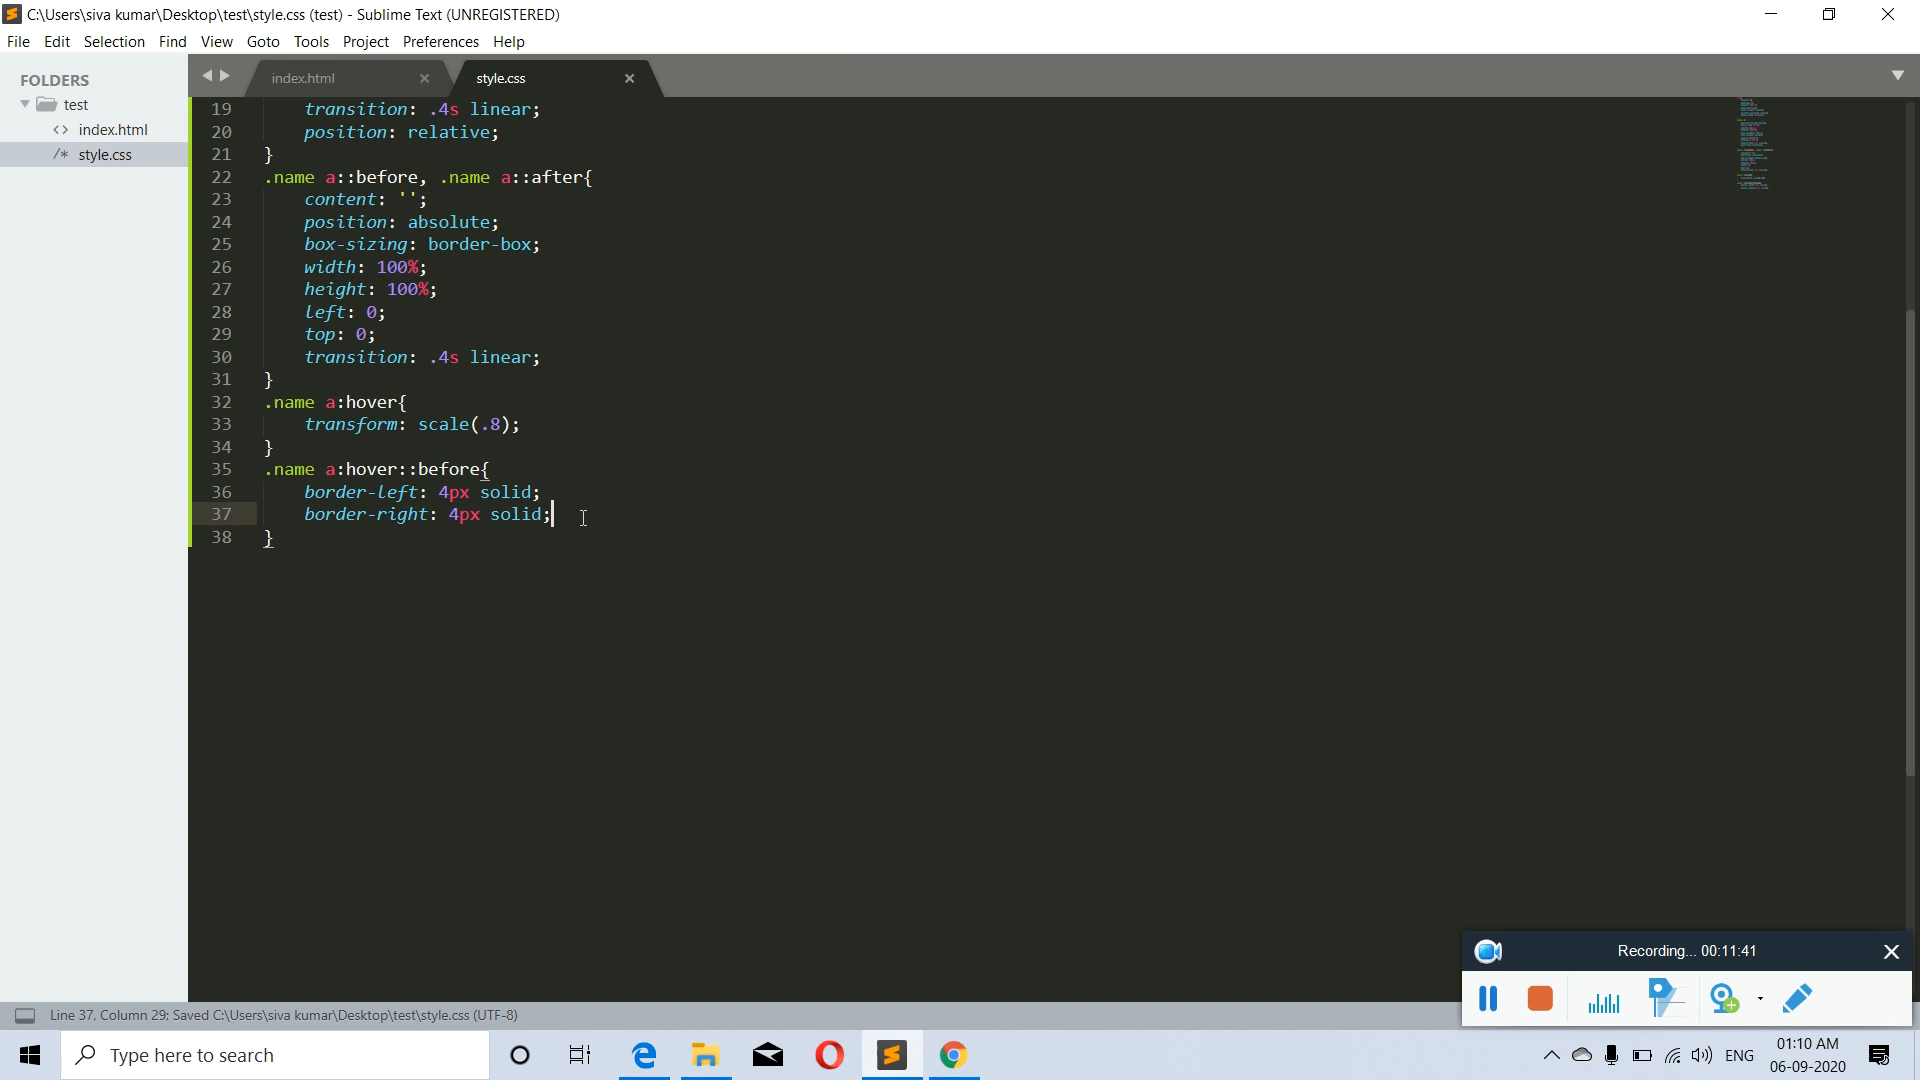 C:\Users\siva kumar\Desktop\test\style.css (test) - Sublime Text (UNREGISTERED)
File Edit Selection Find View Goto Tools Project Preferences Help
FOLDERS
test
<> index.html
/* style.css
index.html
style.css
19 transition: .4s linear;
20 position: relative;
21 }
22 .name a::before, .name a::after{
23 content: '';
24 position: absolute;
25 box-sizing: border-box;
26 width: 100%;
27 height: 100%;
28 left: 0;
29 top: 0;
30 transition: .4s linear;
31 }
32 .name a:hover{
33 transform: scale(.8);
34 }
35 .name a:hover::before{
36 border-left: 4px solid;
37 border-right: 4px solid;
38 }
Recording... 00:11:41
Line 37, Column 29; Saved C:\Users\siva kumar\Desktop\test\style.css (UTF-8)
Type here to search
ENG
01:10 AM
06-09-2020